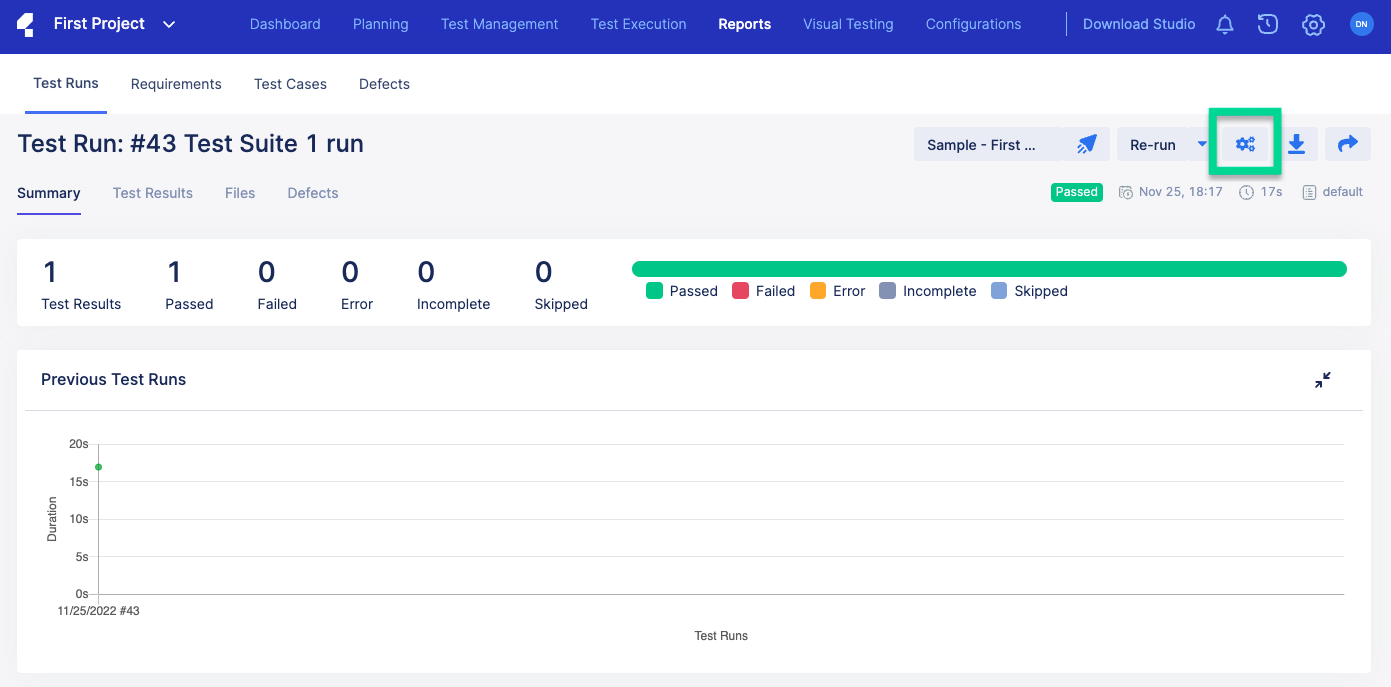 First Project
Dashboard Planning Test Management Test Execution Reports Visual Testing Configurations Download Studio DN
Test Runs Requirements Test Cases Defects
Test Run: #43 Test Suite 1 run
Sample - First ... Re-run
Summary Test Results Files Defects
Passed Nov 25, 18:17 17s default
1 1 0 0 0 0
Test Results Passed Failed Error Incomplete Skipped
Passed Failed Error Incomplete Skipped
Previous Test Runs
20s
15s
10s
5s
0s
Duration
11/25/2022 #43
Test Runs